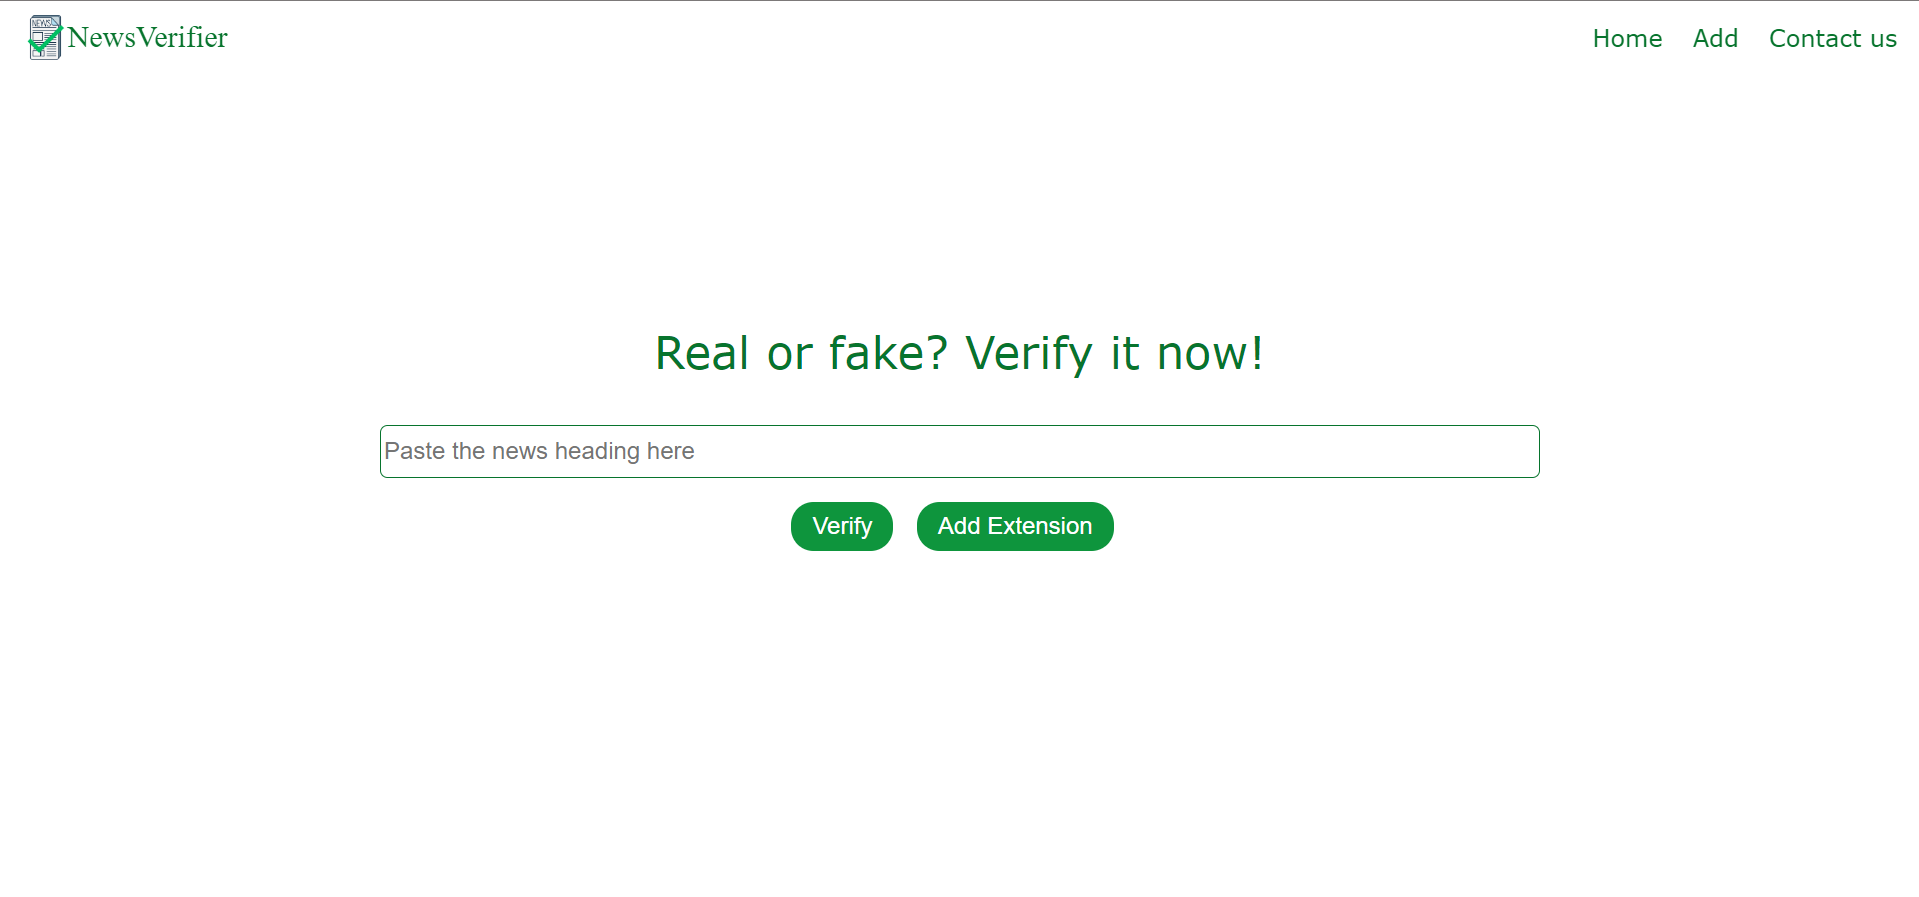 NEWS
NewsVerifier
Home
Add
Contact us
Real or fake? Verify it now!
Paste the news heading here
Verify
Add Extension